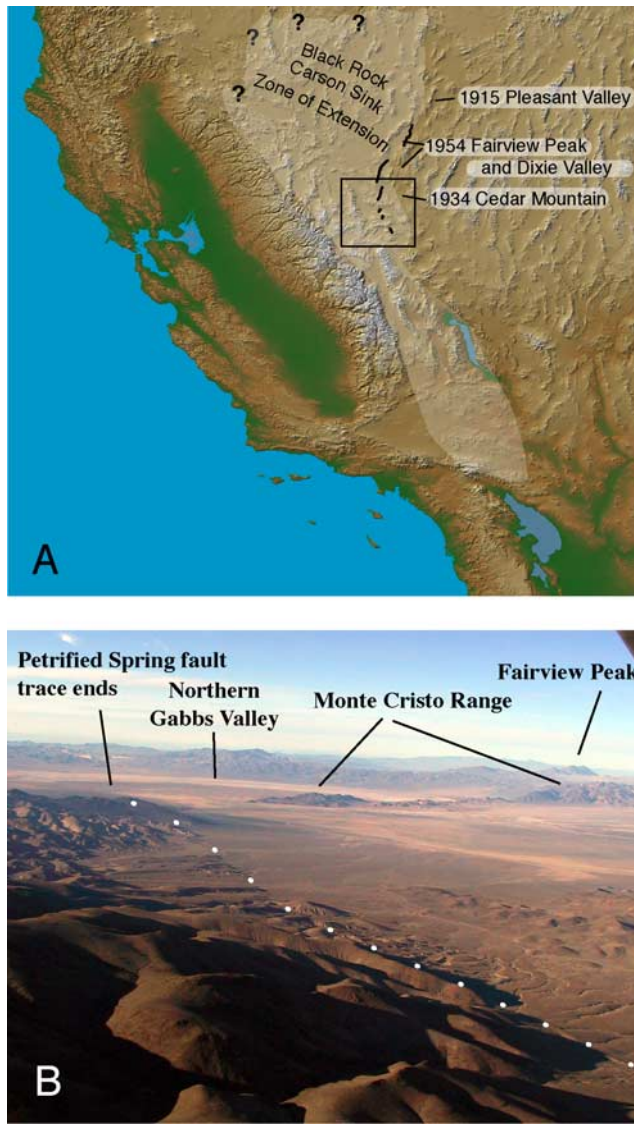 ? ? ?
?
Black Rock
Carson Sink
Zone of Extension
1915 Pleasant Valley
1954 Fairview Peak
and Dixie Valley
1934 Cedar Mountain
A
Petrified Spring fault
trace ends
Northern
Gabbs Valley
Monte Cristo Range
Fairview Peak
B